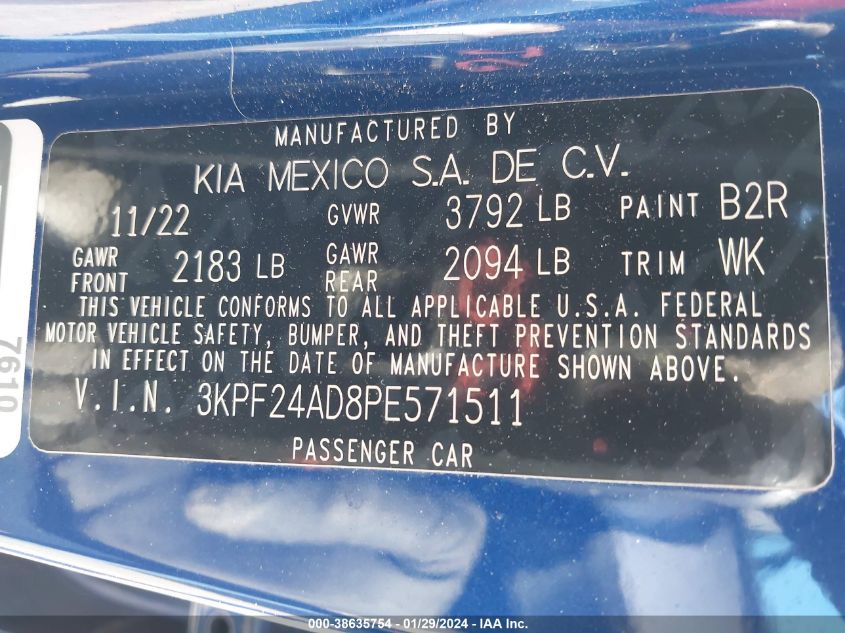 MANUFACTURED BY
KIA MEXICO S.A. DE C.V.
11/22 GVWR 3792 LB PAINT B2R
GAWR FRONT 2183 LB GAWR REAR 2094 LB TRIM WK
THIS VEHICLE CONFORMS TO ALL APPLICABLE U.S.A. FEDERAL
MOTOR VEHICLE SAFETY, BUMPER, AND THEFT PREVENTION STANDARDS
IN EFFECT ON THE DATE OF MANUFACTURE SHOWN ABOVE.
V.I.N. 3KPF24AD8PE571511
PASSENGER CAR
7610
000-38635754 / 01/29/2024 - IAA Inc.